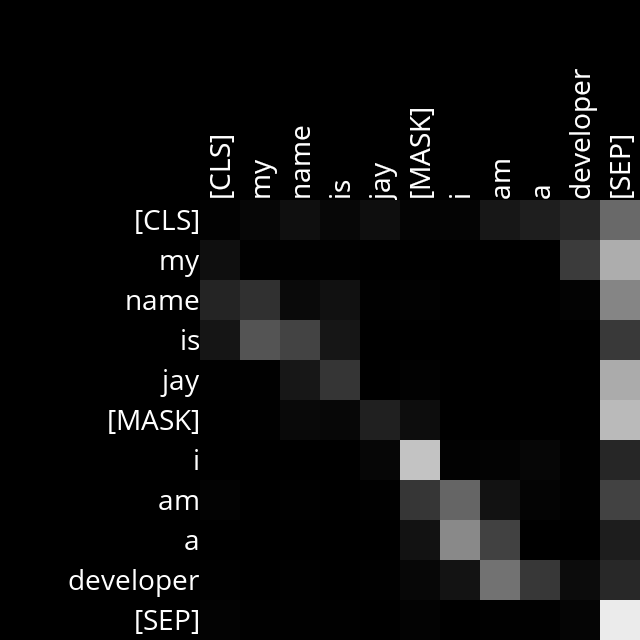 [CLS] my name is jay [MASK] i am a developer [SEP]
[CLS]
my
name
is
jay
[MASK]
i
am
a
developer
[SEP]